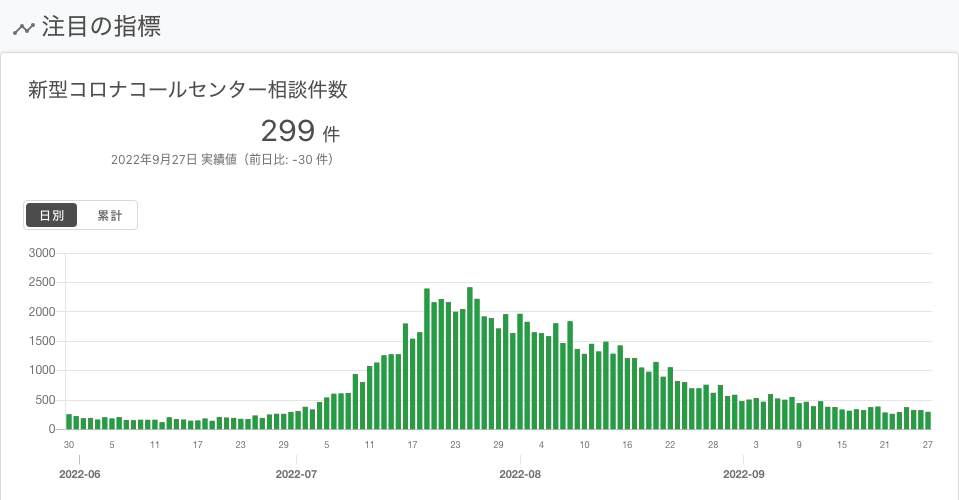 注目の指標
新型コロナコールセンター相談件数
299 件
2022年9月27日 実績値（前日比: -30 件）
日別 累計
3000
2500
2000
1500
1000
500
0
30 5 11 17 23 29 5 11 17 23 29 4 10 16 22 28 3 9 15 21 27
2022-06 2022-07 2022-08 2022-09